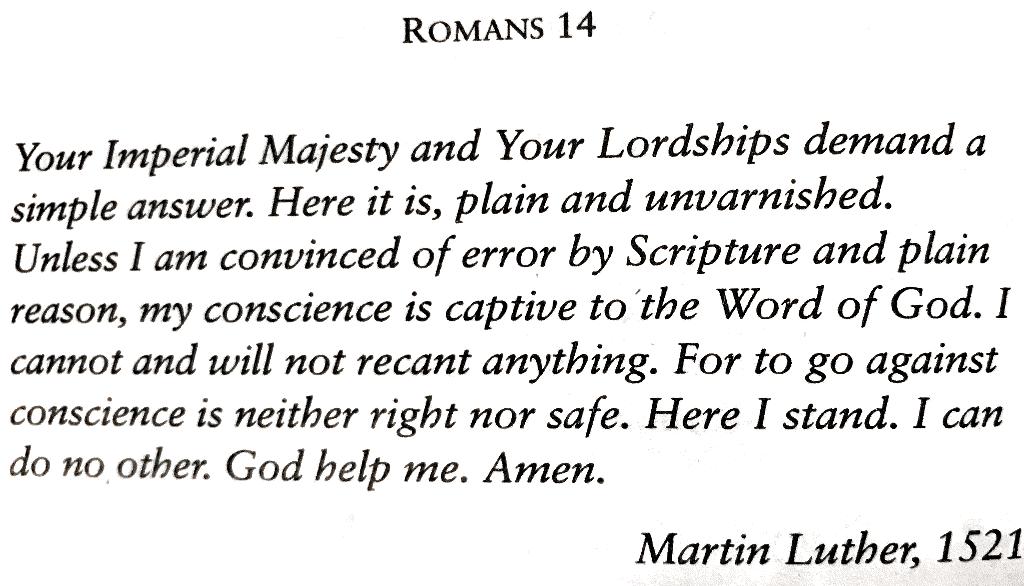 ROMANS 14
Your Imperial Majesty and Your Lordships demand a
simple answer. Here it is, plain and unvarnished.
Unless I am convinced of error by Scripture and plain
reason, my conscience is captive to the Word of God. I
cannot and will not recant anything. For to go against
conscience is neither right nor safe. Here I stand. I can
do no other. God help me. Amen.
Martin Luther, 1521